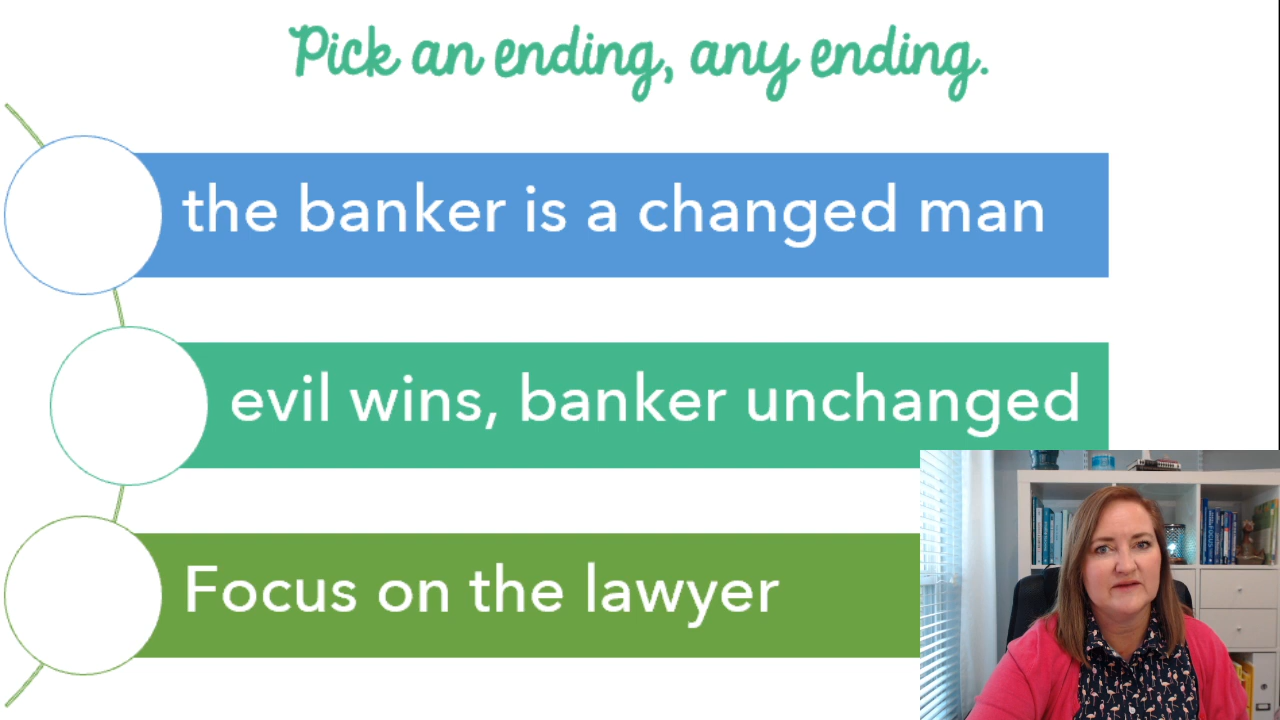 Pick an ending, any ending.
the banker is a changed man
evil wins, banker unchanged
Focus on the lawyer